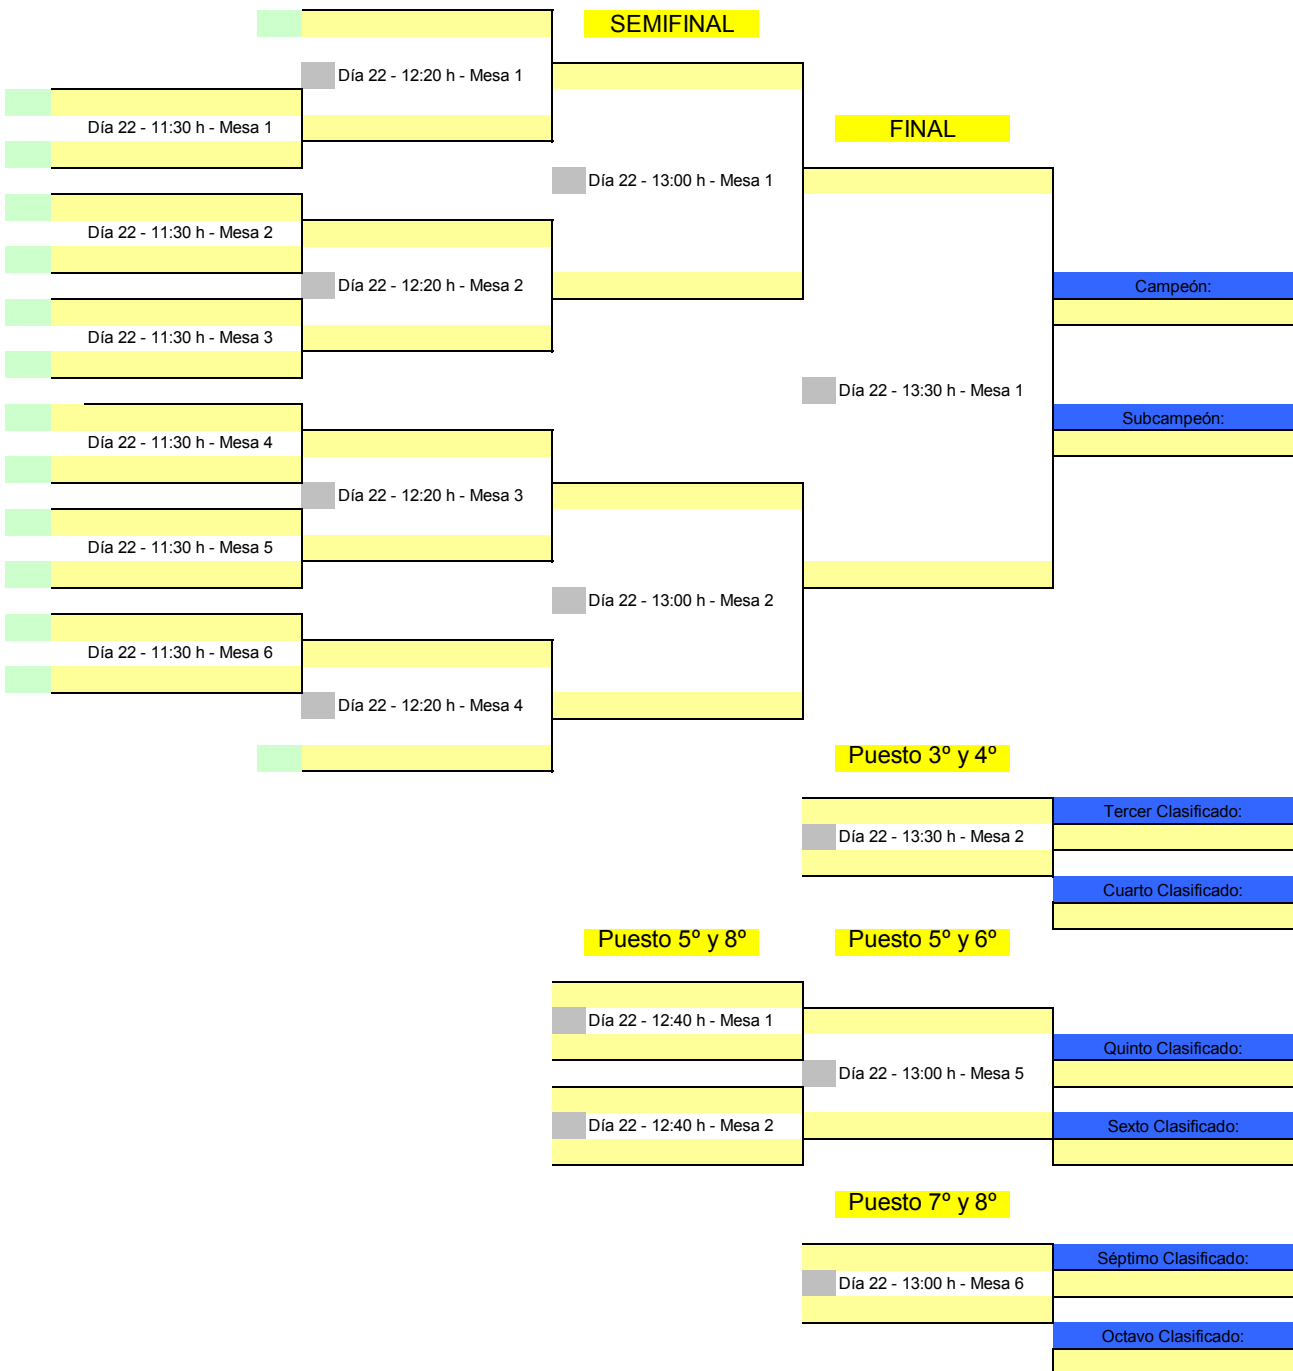 SEMIFINAL
Día 22 - 12:20 h - Mesa 1
Día 22 - 11:30 h - Mesa 1
FINAL
Día 22 - 13:00 h - Mesa 1
Día 22 - 11:30 h - Mesa 2
Día 22 - 12:20 h - Mesa 2
Campeón:
Día 22 - 11:30 h - Mesa 3
Día 22 - 13:30 h - Mesa 1
Subcampeón:
Día 22 - 11:30 h - Mesa 4
Día 22 - 12:20 h - Mesa 3
Día 22 - 11:30 h - Mesa 5
Día 22 - 13:00 h - Mesa 2
Día 22 - 11:30 h - Mesa 6
Día 22 - 12:20 h - Mesa 4
Puesto 3º y 4º
Tercer Clasificado:
Día 22 - 13:30 h - Mesa 2
Cuarto Clasificado:
Puesto 5º y 8º
Puesto 5º y 6º
Día 22 - 12:40 h - Mesa 1
Quinto Clasificado:
Día 22 - 13:00 h - Mesa 5
Día 22 - 12:40 h - Mesa 2
Sexto Clasificado:
Puesto 7º y 8º
Séptimo Clasificado:
Día 22 - 13:00 h - Mesa 6
Octavo Clasificado: